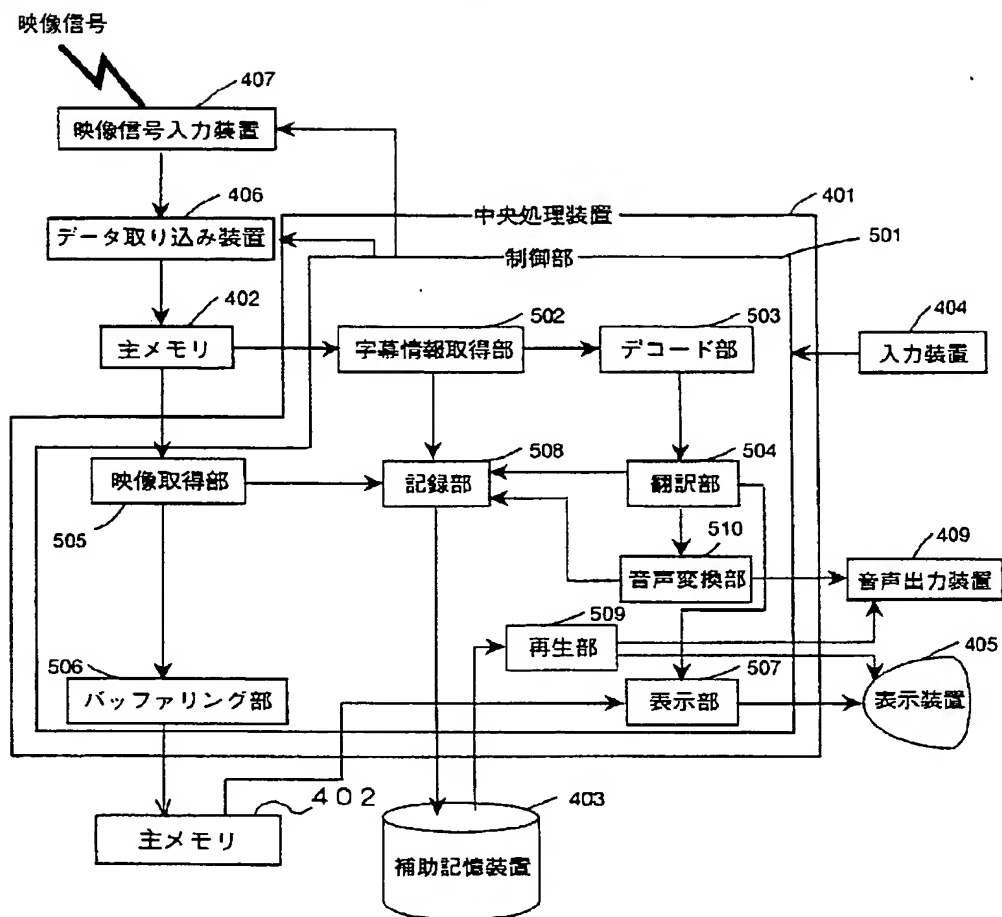 映像信号
407
映像信号入力装置
406
データ取り込み装置
中央処理装置
401
制御部
501
402
主メモリ
502
字幕情報取得部
503
デコード部
404
入力装置
映像取得部
505
508
記録部
504
翻訳部
510
音声変換部
409
音声出力装置
509
再生部
405
表示装置
506
バッファリング部
507
表示部
402
主メモリ
403
補助記憶装置